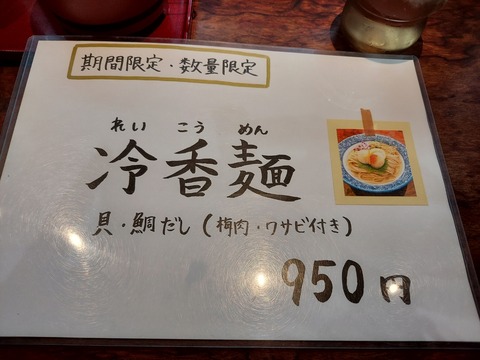 期間限定・数量限定
れい こう めん
冷香麺
貝・鯛だし（梅肉・ワサビ付き）
950円